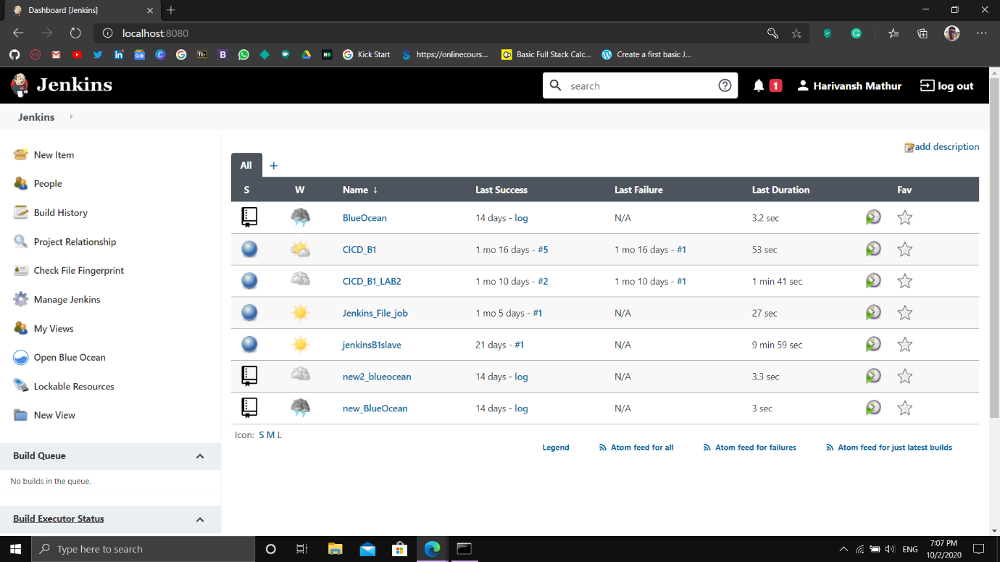 Dashboard [Jenkins]
localhost:8080
Kick Start
https://onlinecours...
Basic Full Stack Calc...
Create a first basic J...
Jenkins
search
1
Harivansh Mathur
log out
Jenkins
New Item
People
Build History
Project Relationship
Check File Fingerprint
Manage Jenkins
My Views
Open Blue Ocean
Lockable Resources
New View
Build Queue
No builds in the queue.
Build Executor Status
add description
All +
S W Name ↓ Last Success Last Failure Last Duration Fav
BlueOcean 14 days - log N/A 3.2 sec
CICD_B1 1 mo 16 days - #5 1 mo 16 days - #1 53 sec
CICD_B1_LAB2 1 mo 10 days - #2 1 mo 10 days - #1 1 min 41 sec
Jenkins_File_job 1 mo 5 days - #1 N/A 27 sec
jenkinsB1slave 21 days - #1 N/A 9 min 59 sec
new2_blueocean 14 days - log N/A 3.3 sec
new_BlueOcean 14 days - log N/A 3 sec
Icon: S M L
Legend Atom feed for all Atom feed for failures Atom feed for just latest builds
Type here to search
ENG
7:07 PM
10/2/2020